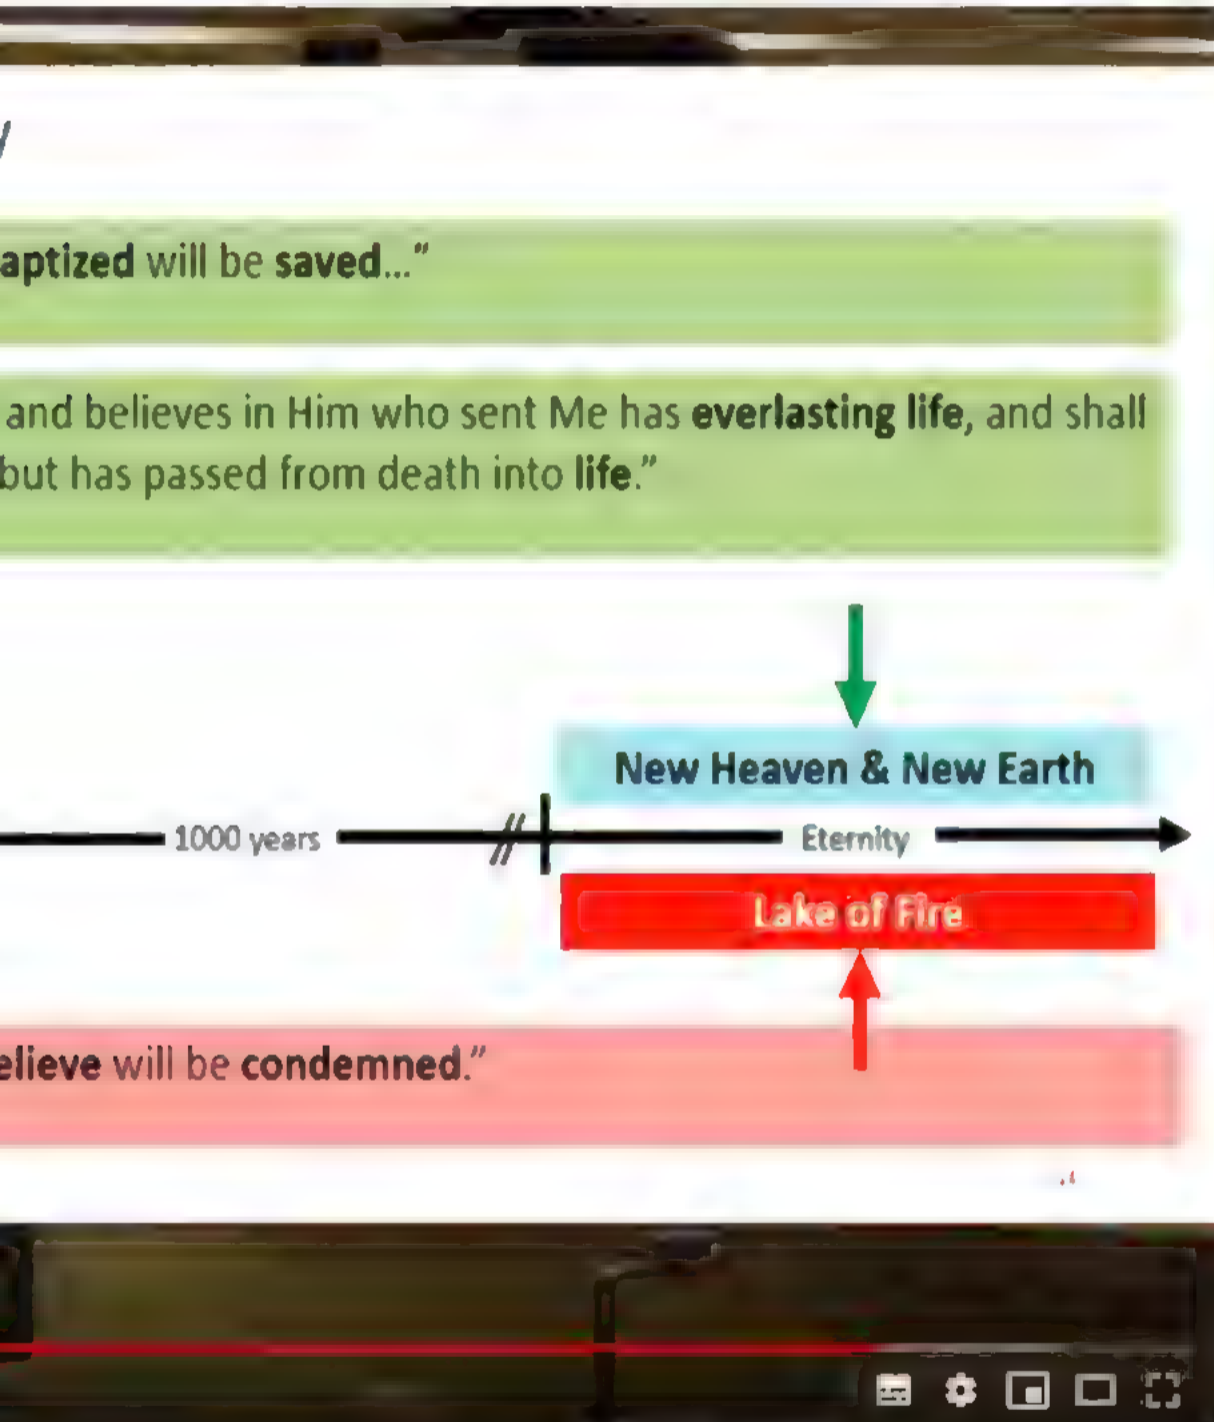 y
aptized will be saved..."
and believes in Him who sent Me has everlasting life, and shall
but has passed from death into life."
New Heaven & New Earth
1000 years
Eternity
Lake of Fire
elieve will be condemned."